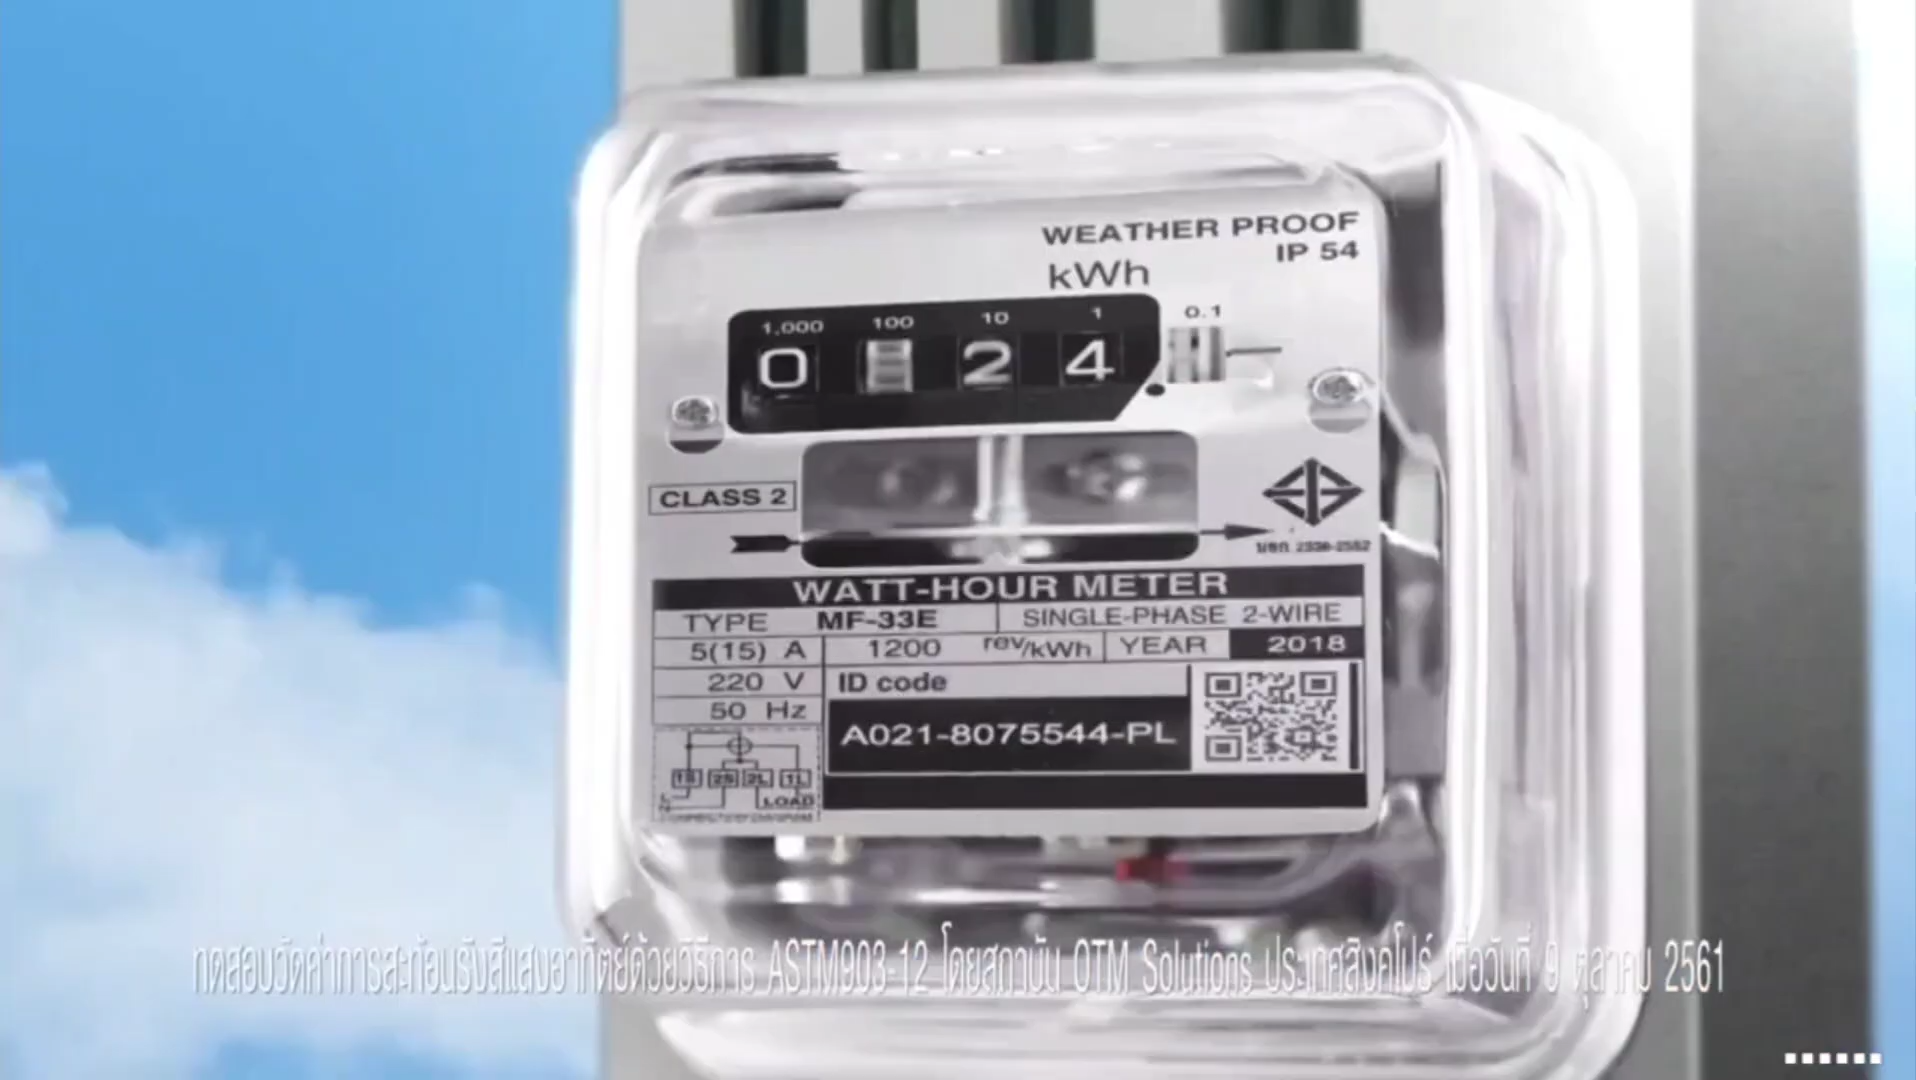 WEATHER PROOF
IP 54
kWh
1,000 100 10 1 0.1
0 2 4
CLASS 2
มอก. 2336-2552
WATT-HOUR METER
TYPE MF-33E SINGLE-PHASE 2-WIRE
5(15) A 1200 rev/kWh YEAR 2018
220 V ID code
50 Hz
A021-8075544-PL
1S 2S 2L 1L
LOAD
ทดสอบวัดค่าการสะท้อนรังสีแสงอาทิตย์ด้วยวิธีการ ASTM903-12 โดยสถาบัน OTM Solutions ประเทศสิงคโปร์ เมื่อวันที่ 9 ตุลาคม 2561